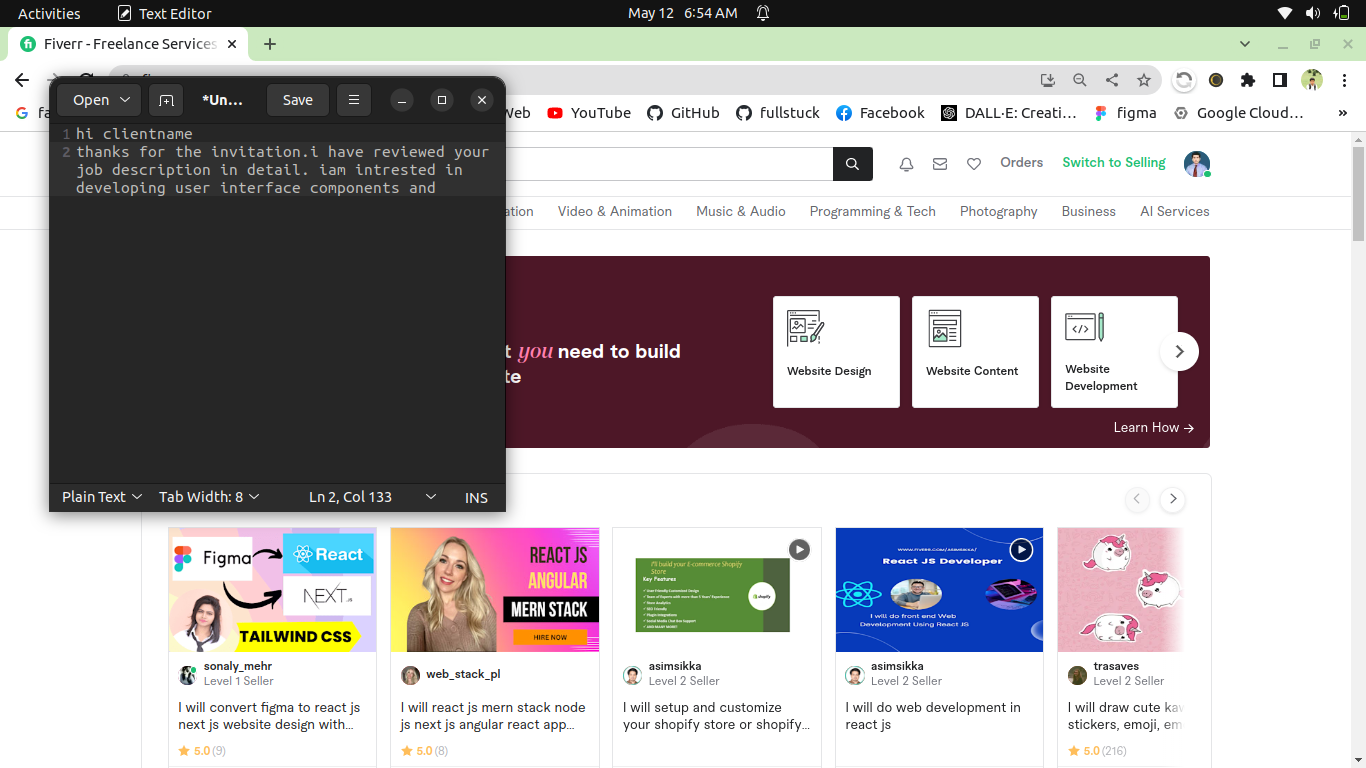 Activities Text Editor May 12 6:54 AM
Fiverr - Freelance Services
Open *Un... Save
Web YouTube GitHub fullstuck Facebook DALL·E: Creati... figma Google Cloud... »
1 hi clientname
2 thanks for the invitation.i have reviewed your
job description in detail. iam intrested in
developing user interface components and
Orders Switch to Selling
Video & Animation Music & Audio Programming & Tech Photography Business AI Services
you need to build
Website Design Website Content Website
Development
Learn How →
Plain Text Tab Width: 8 Ln 2, Col 133 INS
Figma React
NEXT.JS
TAILWIND CSS
REACT JS
ANGULAR
MERN STACK
HIRE NOW
I'll build your E-commerce Shopify
Store
Key Features
shopify
WWW.FIVERR.COM/ASIMSIKKA/
React JS Developer
I will do front end Web
Development Using React JS
sonaly_mehr
Level 1 Seller
I will convert figma to react js
next js website design with...
5.0 (9)
web_stack_pl
I will react js mern stack node
js next js angular react app...
5.0 (8)
asimsikka
Level 2 Seller
I will setup and customize
your shopify store or shopify...
asimsikka
Level 2 Seller
I will do web development in
react js
trasaves
Level 2 Seller
I will draw cute kaw
stickers, emoji, em
5.0 (216)